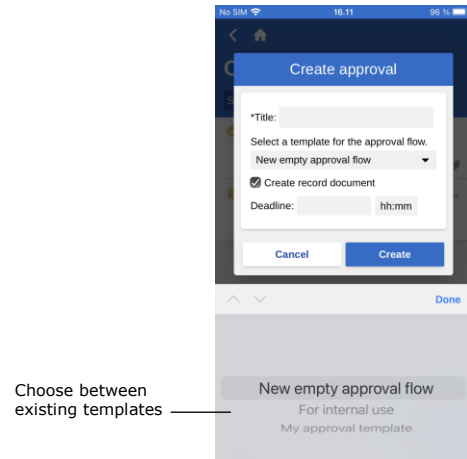 No SIM 16.11 96 %
Create approval
*Title:
Select a template for the approval flow.
New empty approval flow
Create record document
Deadline: hh:mm
Cancel Create
Done
New empty approval flow
For internal use
My approval template
Choose between
existing templates